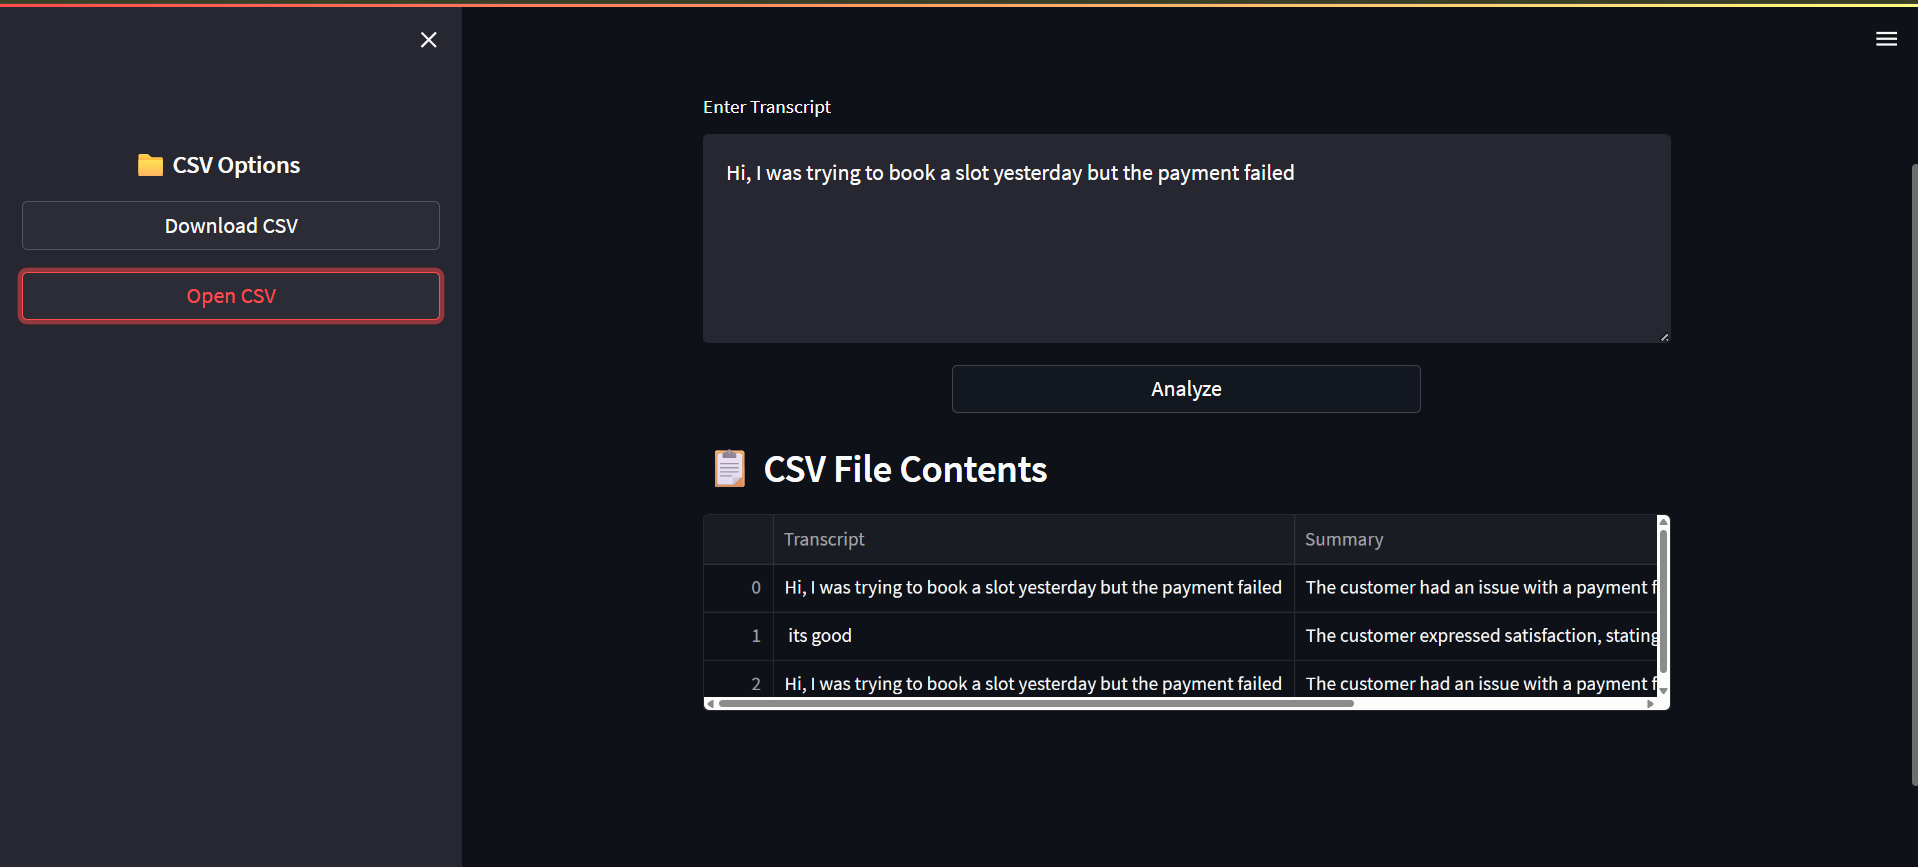 CSV Options
Download CSV
Open CSV
Enter Transcript
Hi, I was trying to book a slot yesterday but the payment failed
Analyze
CSV File Contents
Transcript Summary
0 Hi, I was trying to book a slot yesterday but the payment failed The customer had an issue with a payment f
1 its good The customer expressed satisfaction, stating
2 Hi, I was trying to book a slot yesterday but the payment failed The customer had an issue with a payment f